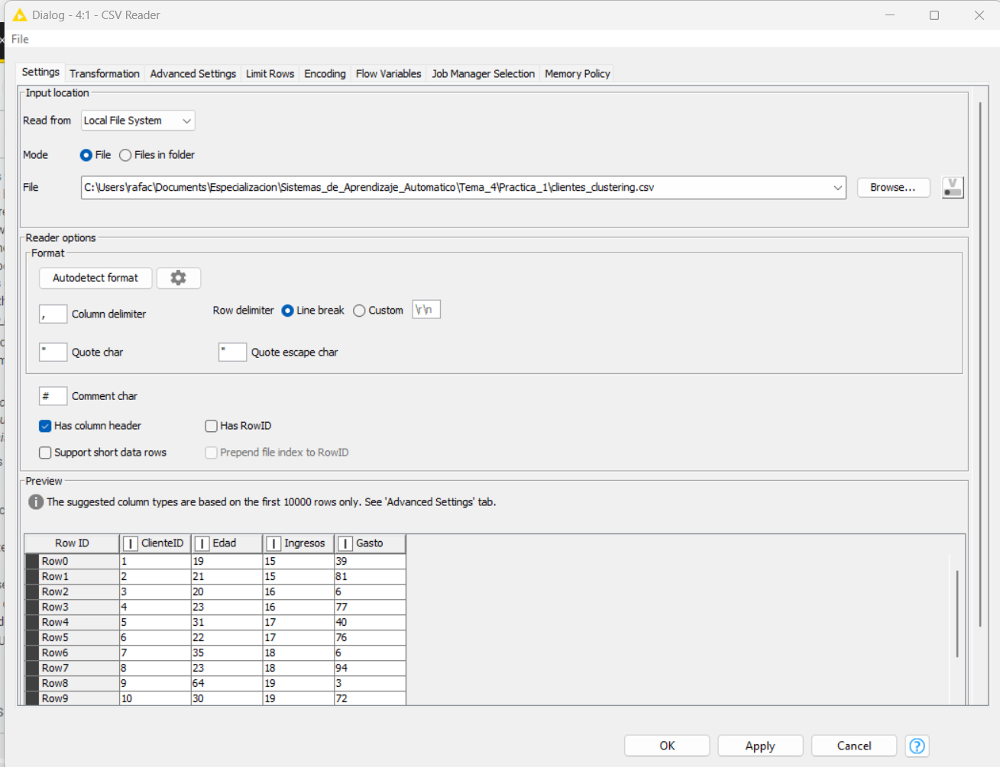 Dialog - 4:1 - CSV Reader
File
Settings Transformation Advanced Settings Limit Rows Encoding Flow Variables Job Manager Selection Memory Policy
Input location
Read from Local File System
Mode File Files in folder
File C:\Users\rafac\Documents\Especializacion\Sistemas_de_Aprendizaje_Automatico\Tema_4\Practica_1\clientes_clustering.csv Browse... V
Reader options
Format
Autodetect format
, Column delimiter Row delimiter Line break Custom \r\n
" Quote char " Quote escape char
# Comment char
Has column header Has RowID
Support short data rows Prepend file index to RowID
Preview
i The suggested column types are based on the first 10000 rows only. See 'Advanced Settings' tab.
Row ID I ClienteID I Edad I Ingresos I Gasto
Row0 1 19 15 39
Row1 2 21 15 81
Row2 3 20 16 6
Row3 4 23 16 77
Row4 5 31 17 40
Row5 6 22 17 76
Row6 7 35 18 6
Row7 8 23 18 94
Row8 9 64 19 3
Row9 10 30 19 72
OK Apply Cancel ?